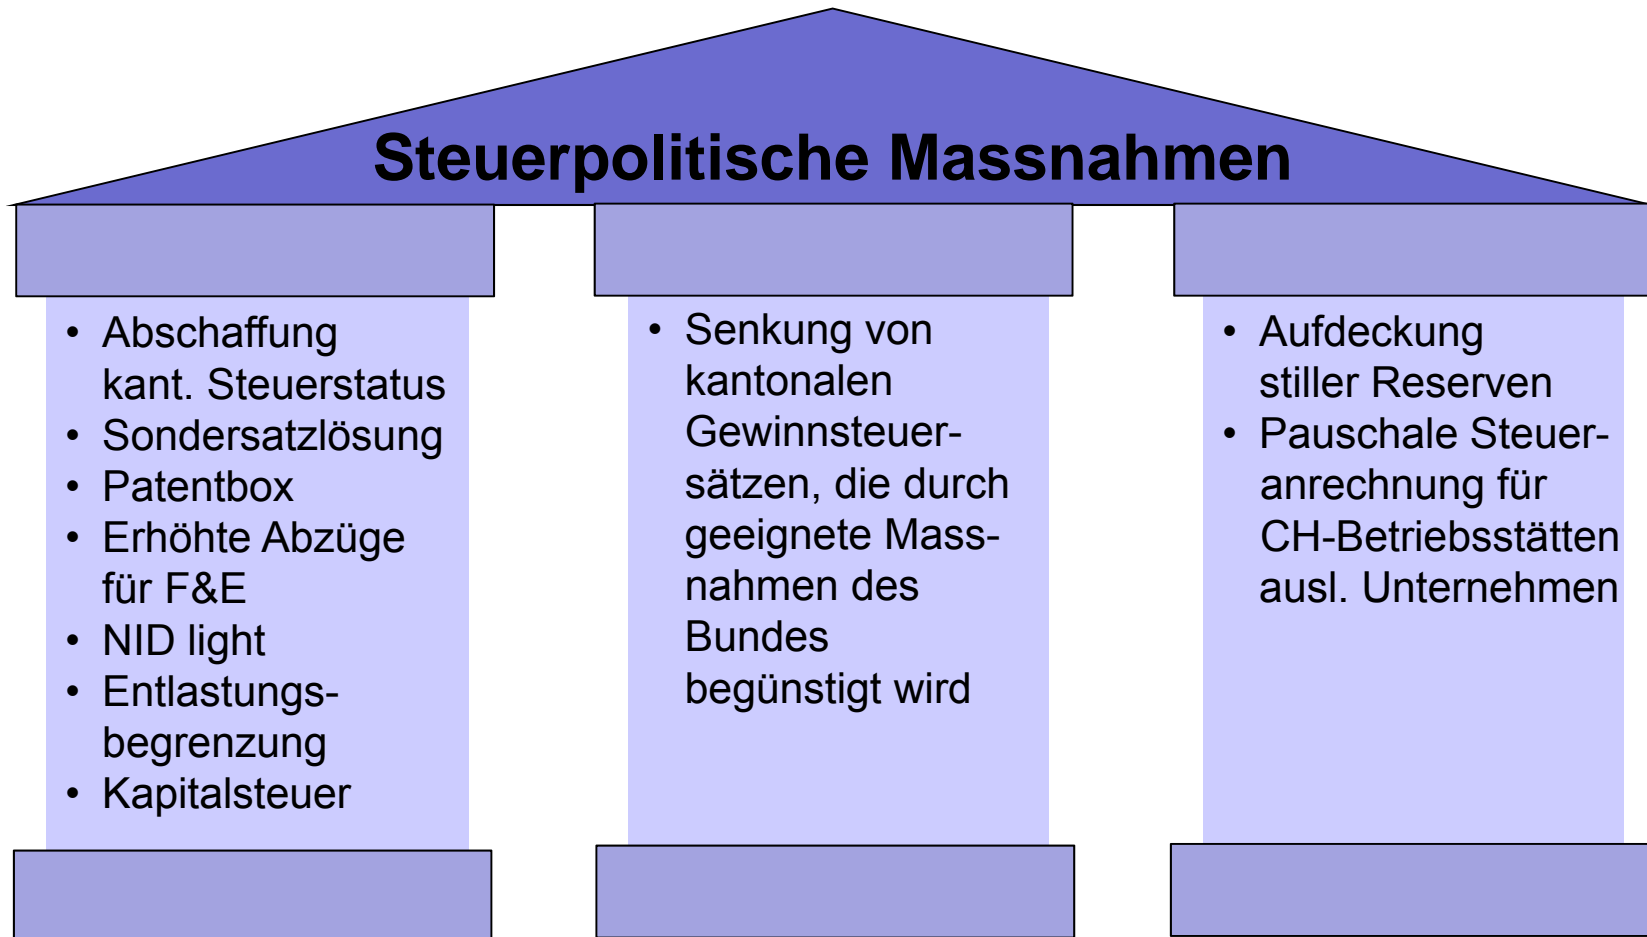 Steuerpolitische Massnahmen
• Abschaffung
kant. Steuerstatus
• Sondersatzlösung
• Patentbox
• Erhöhte Abzüge
für F&E
• NID light
• Entlastungs-
begrenzung
• Kapitalsteuer
• Senkung von
kantonalen
Gewinnsteuer-
sätzen, die durch
geeignete Mass-
nahmen des
Bundes
begünstigt wird
• Aufdeckung
stiller Reserven
• Pauschale Steuer-
anrechnung für
CH-Betriebsstätten
ausl. Unternehmen